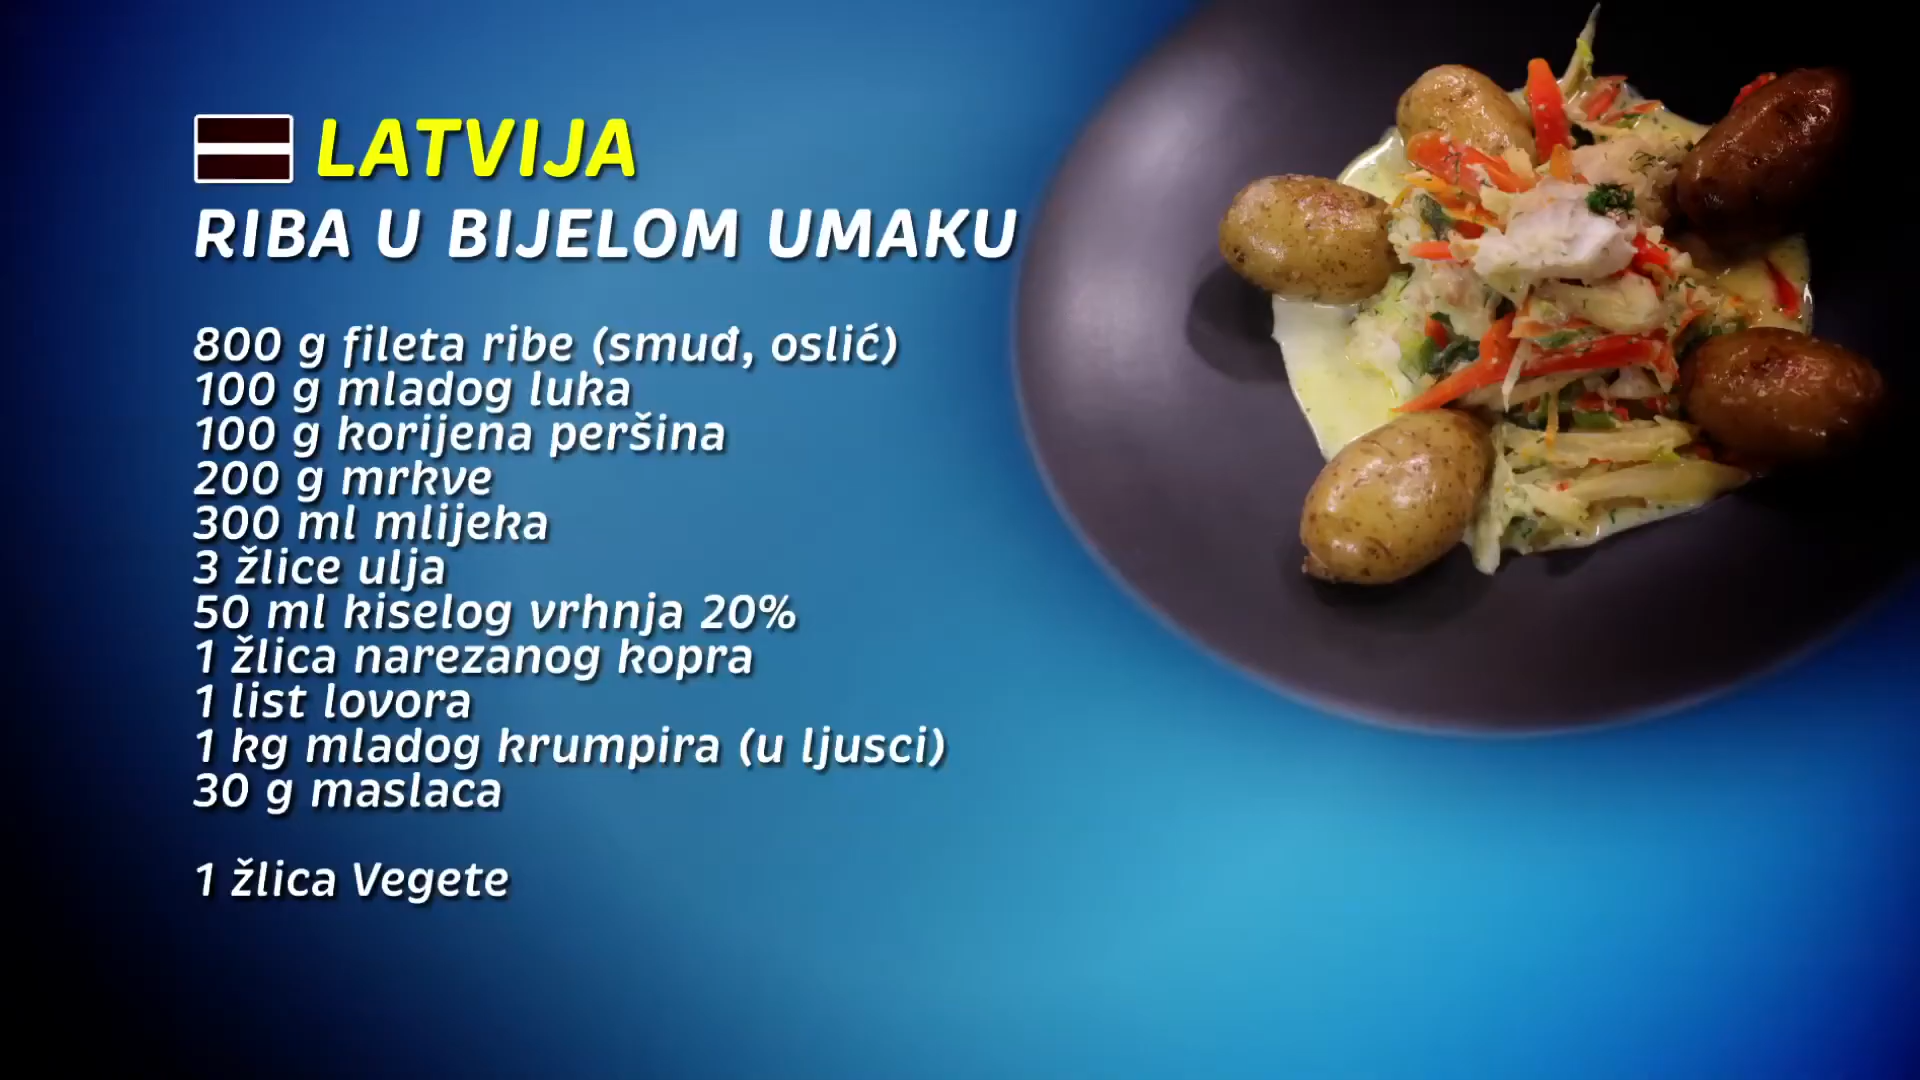 LATVIJA
RIBA U BIJELOM UMAKU
800 g fileta ribe (smuđ, oslić)
100 g mladog luka
100 g korijena peršina
200 g mrkve
300 ml mlijeka
3 žlice ulja
50 ml kiselog vrhnja 20%
1 žlica narezanog kopra
1 list lovora
1 kg mladog krumpira (u ljusci)
30 g maslaca
1 žlica Vegete